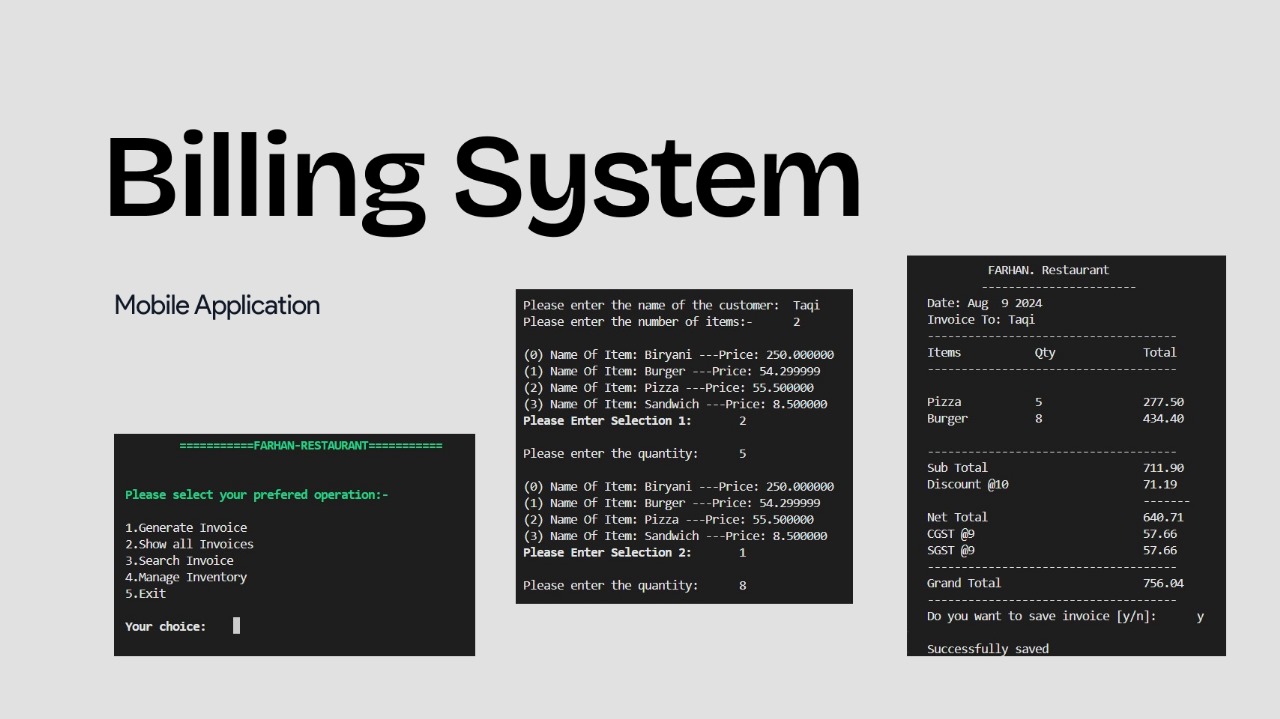 Billing System
Mobile Application
===========FARHAN-RESTAURANT===========
Please select your prefered operation:-
1.Generate Invoice
2.Show all Invoices
3.Search Invoice
4.Manage Inventory
5.Exit
Your choice:
Please enter the name of the customer: Taqi
Please enter the number of items:- 2
(0) Name Of Item: Biryani ---Price: 250.000000
(1) Name Of Item: Burger ---Price: 54.299999
(2) Name Of Item: Pizza ---Price: 55.500000
(3) Name Of Item: Sandwich ---Price: 8.500000
Please Enter Selection 1: 2
Please enter the quantity: 5
(0) Name Of Item: Biryani ---Price: 250.000000
(1) Name Of Item: Burger ---Price: 54.299999
(2) Name Of Item: Pizza ---Price: 55.500000
(3) Name Of Item: Sandwich ---Price: 8.500000
Please Enter Selection 2: 1
Please enter the quantity: 8
FARHAN. Restaurant
-----------------------
Date: Aug 9 2024
Invoice To: Taqi
-------------------------------------
Items Qty Total
-------------------------------------
Pizza 5 277.50
Burger 8 434.40
-------------------------------------
Sub Total 711.90
Discount @10 71.19
-------
Net Total 640.71
CGST @9 57.66
SGST @9 57.66
-------------------------------------
Grand Total 756.04
-------------------------------------
Do you want to save invoice [y/n]: y
Successfully saved